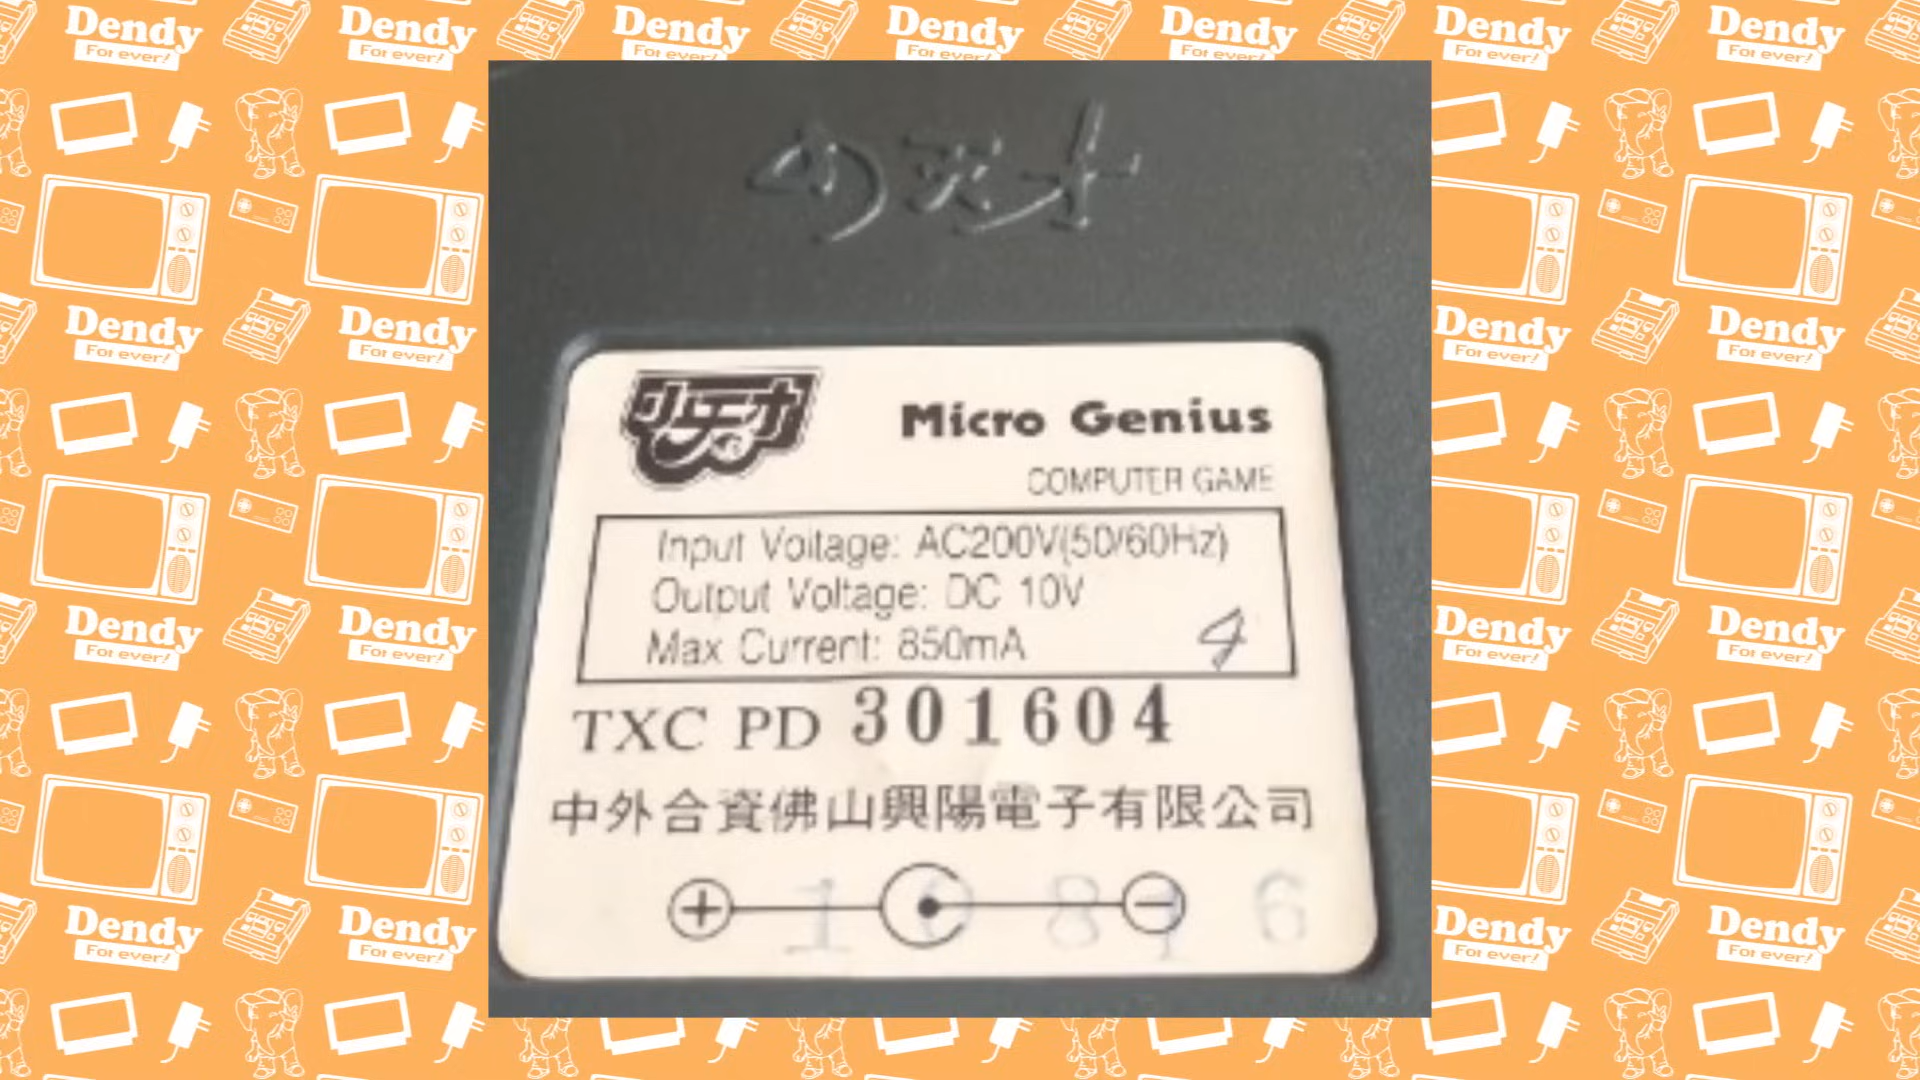 小天才
小天才
Micro Genius
COMPUTER GAME
Input Voltage: AC200V(50/60Hz)
Output Voltage: DC 10V
Max Current: 850mA
4
TXC PD 301604
中外合資佛山興陽電子有限公司
Dendy
For ever!